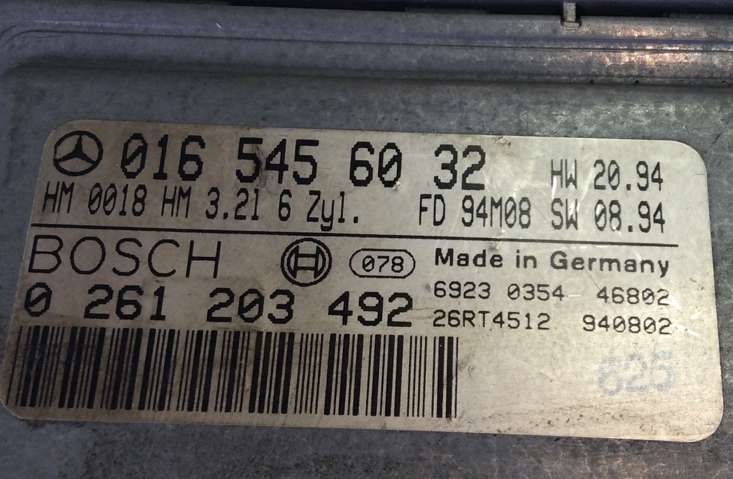 016 545 60 32 HW 20.94
HM 0018 HM 3.2l 6 Zyl. FD 94M08 SW 08.94
BOSCH 078 Made in Germany
0 261 203 492 6923 0354 46802
26RT4512 940802
625